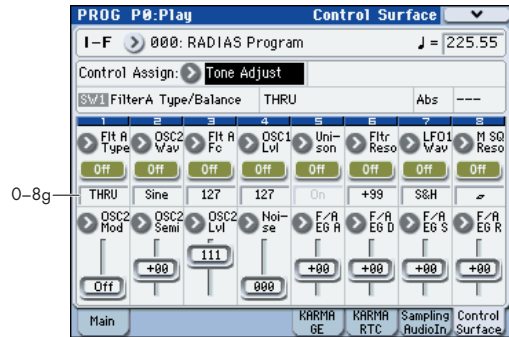 PROG P0:Play Control Surface
I-F 000: RADIAS Program ♩= 225.55
Control Assign: Tone Adjust
SW1 FilterA Type/Balance THRU Abs ---
1 2 3 4 5 6 7 8
Flt A Type OSC2 Wav Flt A Fc OSC1 Lvl Uni-son Fltr Reso LFO1 Wav M SQ Reso
Off Off Off Off Off Off Off Off
0-8g THRU Sine 127 127 On +99 S&H
OSC2 Mod OSC2 Semi OSC2 Lvl Noi-se F/A EG A F/A EG D F/A EG S F/A EG R
Off +00 111 000 +00 +00 +00 +00
Main KARMA GE KARMA RTC Sampling AudioIn Control Surface